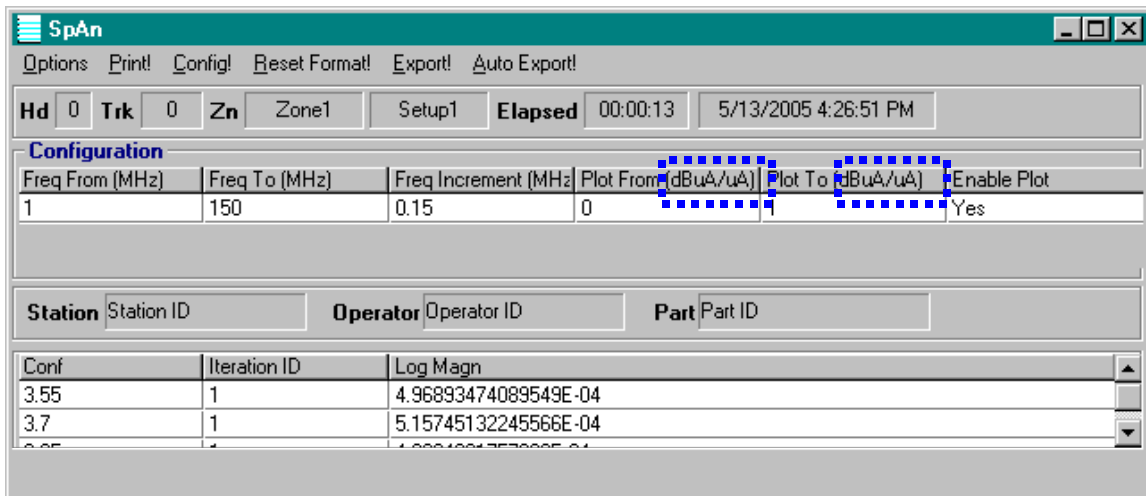 SpAn
Options Print! Config! Reset Format! Export! Auto Export!
Hd 0 Trk 0 Zn Zone1 Setup1 Elapsed 00:00:13 5/13/2005 4:26:51 PM
Configuration
Freq From (MHz) Freq To (MHz) Freq Increment (MHz Plot From (dBuA/uA) Plot To (dBuA/uA) Enable Plot
1 150 0.15 0 1 Yes
Station Station ID Operator Operator ID Part Part ID
Conf Iteration ID Log Magn
3.55 1 4.96893474089549E-04
3.7 1 5.15745132245566E-04